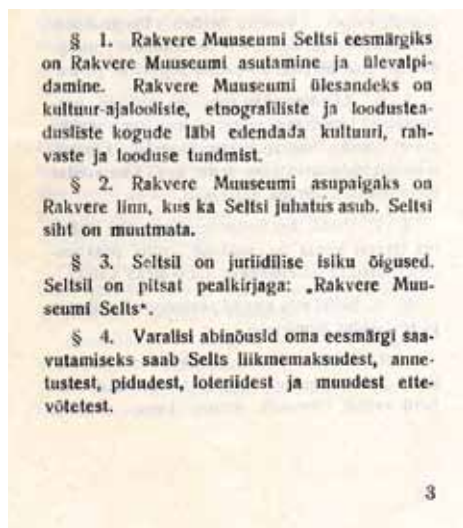 § 1. Rakvere Muuseumi Seltsi eesmärgiks
on Rakvere Muuseumi asutamine ja ülevalpi-
damine. Rakvere Muuseumi ülesandeks on
kultuur-ajalooliste, etnografiliste ja loodustea-
dusliste kogude läbi edendada kultuuri, rah-
vaste ja looduse tundmist.
§ 2. Rakvere Muuseumi asupaigaks on
Rakvere linn, kus ka Seltsi juhatus asub. Seltsi
siht on muutmata.
§ 3. Seltsil on juriidilise isiku õigused.
Seltsil on pitsat pealkirjaga: „Rakvere Muu-
seumi Selts".
§ 4. Varalisi abinõusid oma eesmärgi saa-
vutamiseks saab Selts liikmemaksudest, anne-
tustest, pidudest, loteriidest ja muudest ette-
võtetest.
3